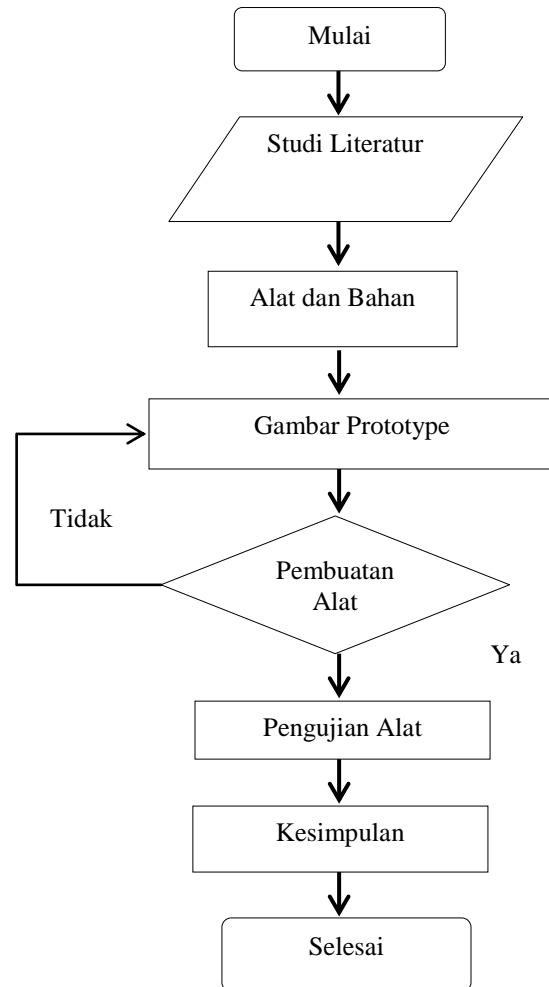 Mulai
Studi Literatur
Alat dan Bahan
Gambar Prototype
Tidak
Pembuatan
Alat
Ya
Pengujian Alat
Kesimpulan
Selesai